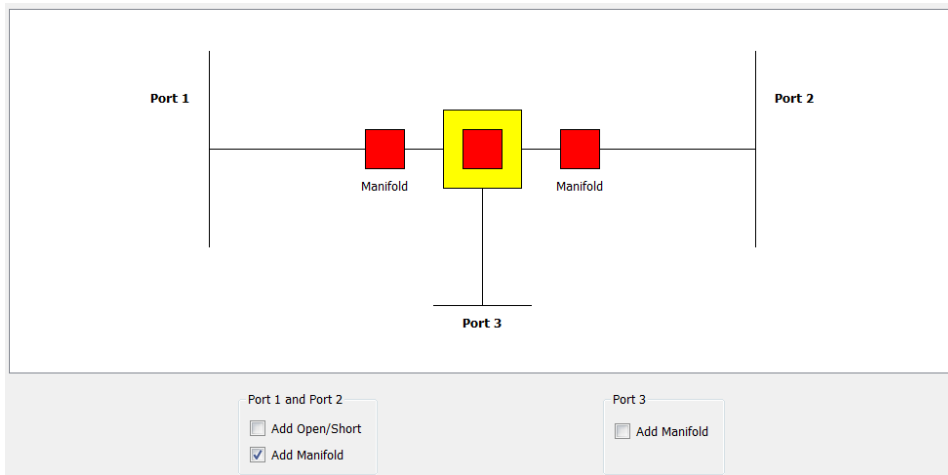 Port 1
Port 2
Manifold
Manifold
Port 3
Port 1 and Port 2
Add Open/Short
Add Manifold
Port 3
Add Manifold